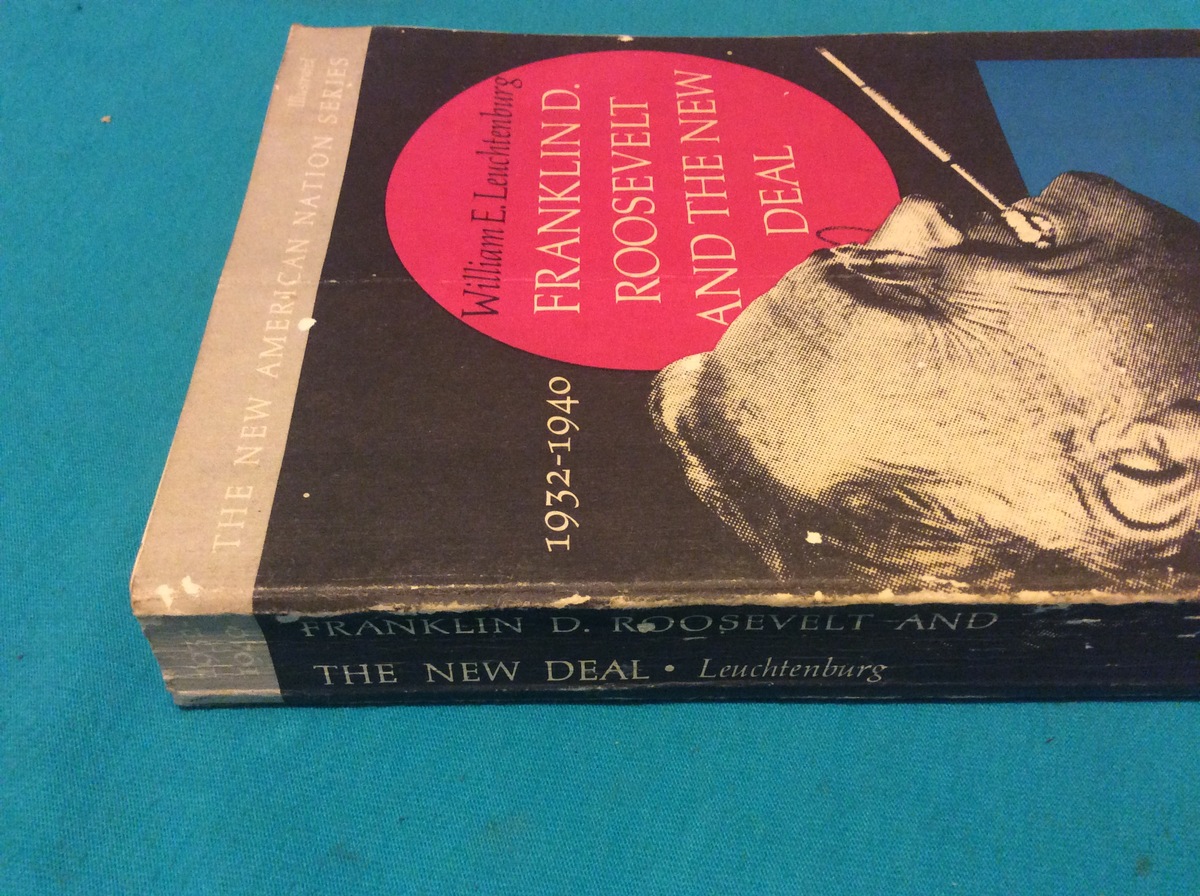 THE NEW AMERICAN NATION SERIES
Illustrated
William E. Leuchtenburg
FRANKLIN D.
ROOSEVELT
AND THE NEW
DEAL
1932-1940
FRANKLIN D. ROOSEVELT AND
THE NEW DEAL • Leuchtenburg